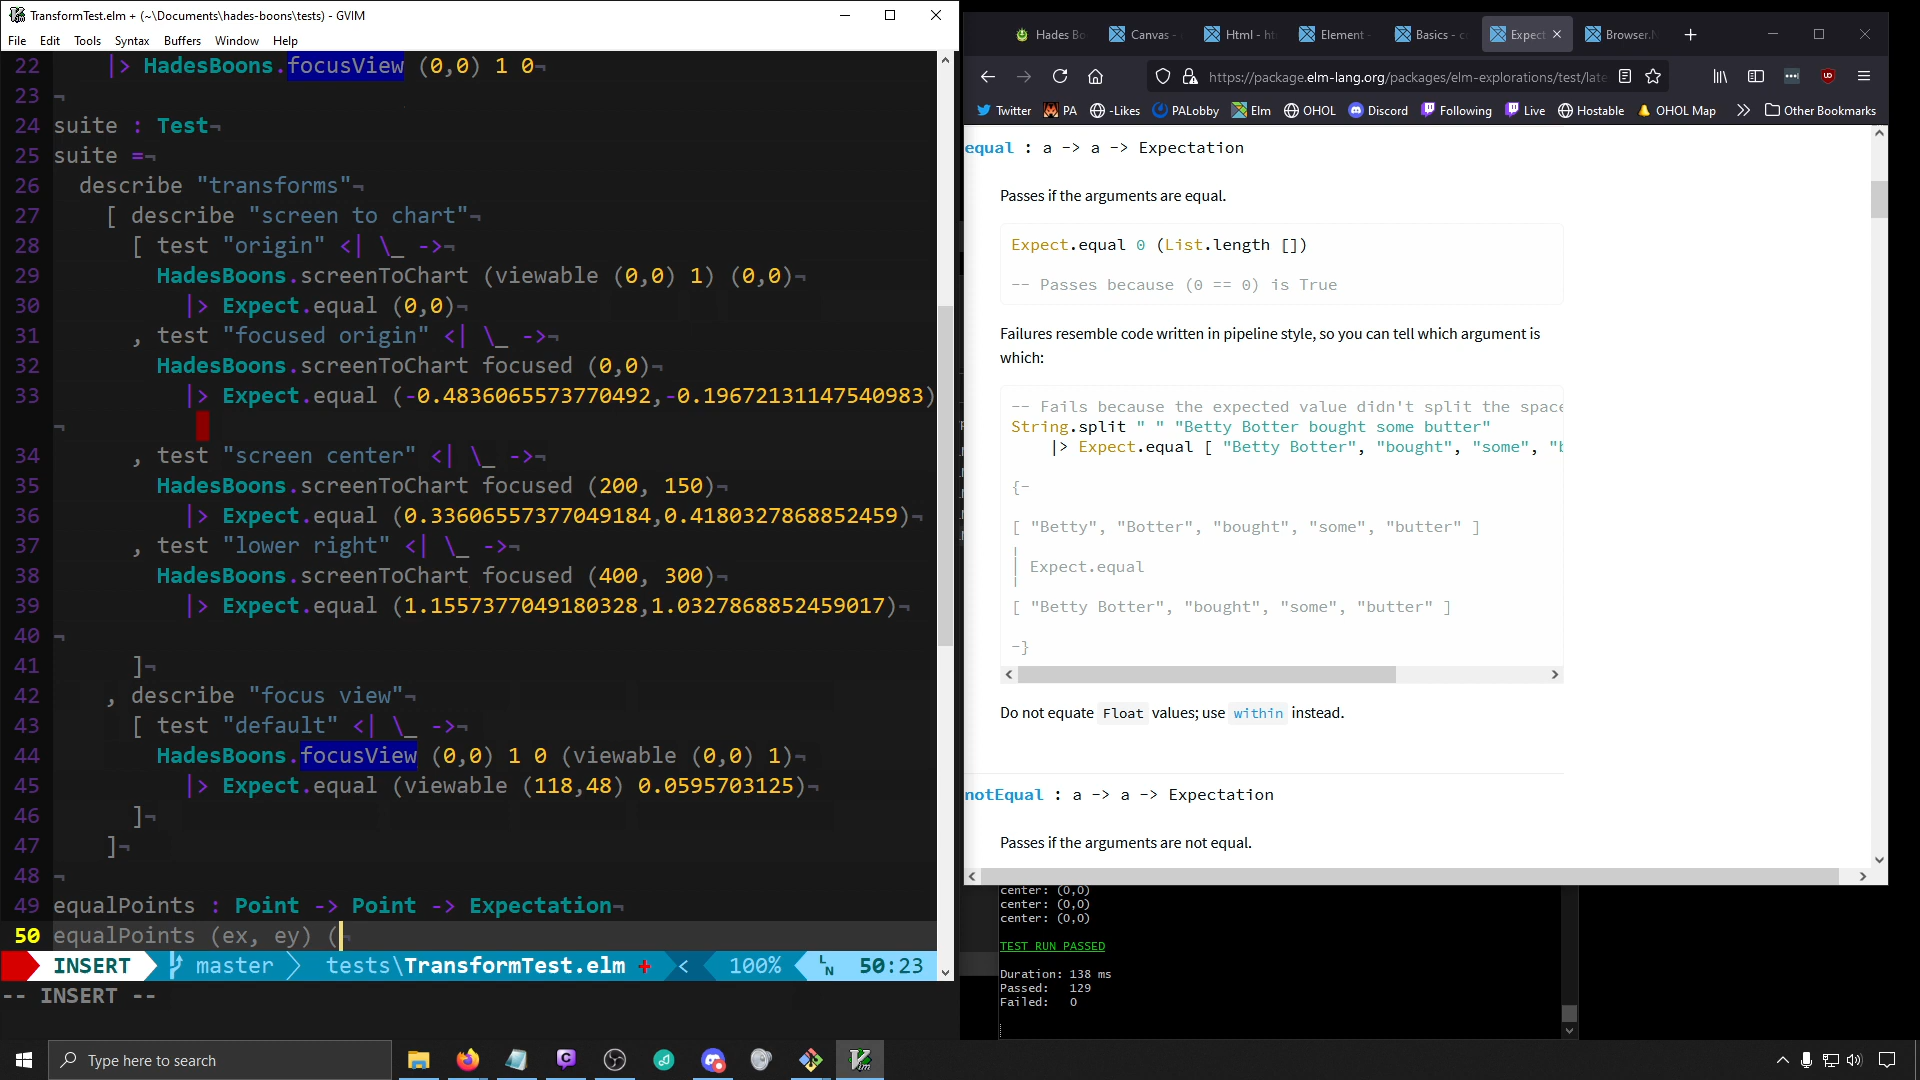 TransformTest.elm + (~\Documents\hades-boons\tests) - GVIM
File Edit Tools Syntax Buffers Window Help
22 |> HadesBoons.focusView (0,0) 1 0¬
23 ¬
24 suite : Test¬
25 suite =¬
26 describe "transforms"¬
27 [ describe "screen to chart"¬
28 [ test "origin" <| \_ ->¬
29 HadesBoons.screenToChart (viewable (0,0) 1) (0,0)¬
30 |> Expect.equal (0,0)¬
31 , test "focused origin" <| \_ ->¬
32 HadesBoons.screenToChart focused (0,0)¬
33 |> Expect.equal (-0.4836065573770492,-0.19672131147540983)
¬
34 , test "screen center" <| \_ ->¬
35 HadesBoons.screenToChart focused (200, 150)¬
36 |> Expect.equal (0.33606557377049184,0.4180327868852459)¬
37 , test "lower right" <| \_ ->¬
38 HadesBoons.screenToChart focused (400, 300)¬
39 |> Expect.equal (1.1557377049180328,1.0327868852459017)¬
40 ¬
41 ]¬
42 , describe "focus view"¬
43 [ test "default" <| \_ ->¬
44 HadesBoons.focusView (0,0) 1 0 (viewable (0,0) 1)¬
45 |> Expect.equal (viewable (118,48) 0.0595703125)¬
46 ]¬
47 ]¬
48 ¬
49 equalPoints : Point -> Point -> Expectation¬
50 equalPoints (ex, ey) (¬
INSERT master tests\TransformTest.elm + < 100% LN 50:23
-- INSERT --
Hades Bo Canvas - Html - ht Element - Basics - c Expect Browser.N
https://package.elm-lang.org/packages/elm-explorations/test/late
Twitter PA -Likes PALobby Elm OHOL Discord Following Live Hostable OHOL Map Other Bookmarks
equal : a -> a -> Expectation
Passes if the arguments are equal.
Expect.equal 0 (List.length [])
-- Passes because (0 == 0) is True
Failures resemble code written in pipeline style, so you can tell which argument is
which:
-- Fails because the expected value didn't split the space
String.split " " "Betty Botter bought some butter"
|> Expect.equal [ "Betty Botter", "bought", "some", "b
{-
[ "Betty", "Botter", "bought", "some", "butter" ]
╷
│ Expect.equal
╵
[ "Betty Botter", "bought", "some", "butter" ]
-}
Do not equate Float values; use within instead.
notEqual : a -> a -> Expectation
Passes if the arguments are not equal.
center: (0,0)
center: (0,0)
center: (0,0)
TEST RUN PASSED
Duration: 138 ms
Passed: 129
Failed: 0
Type here to search